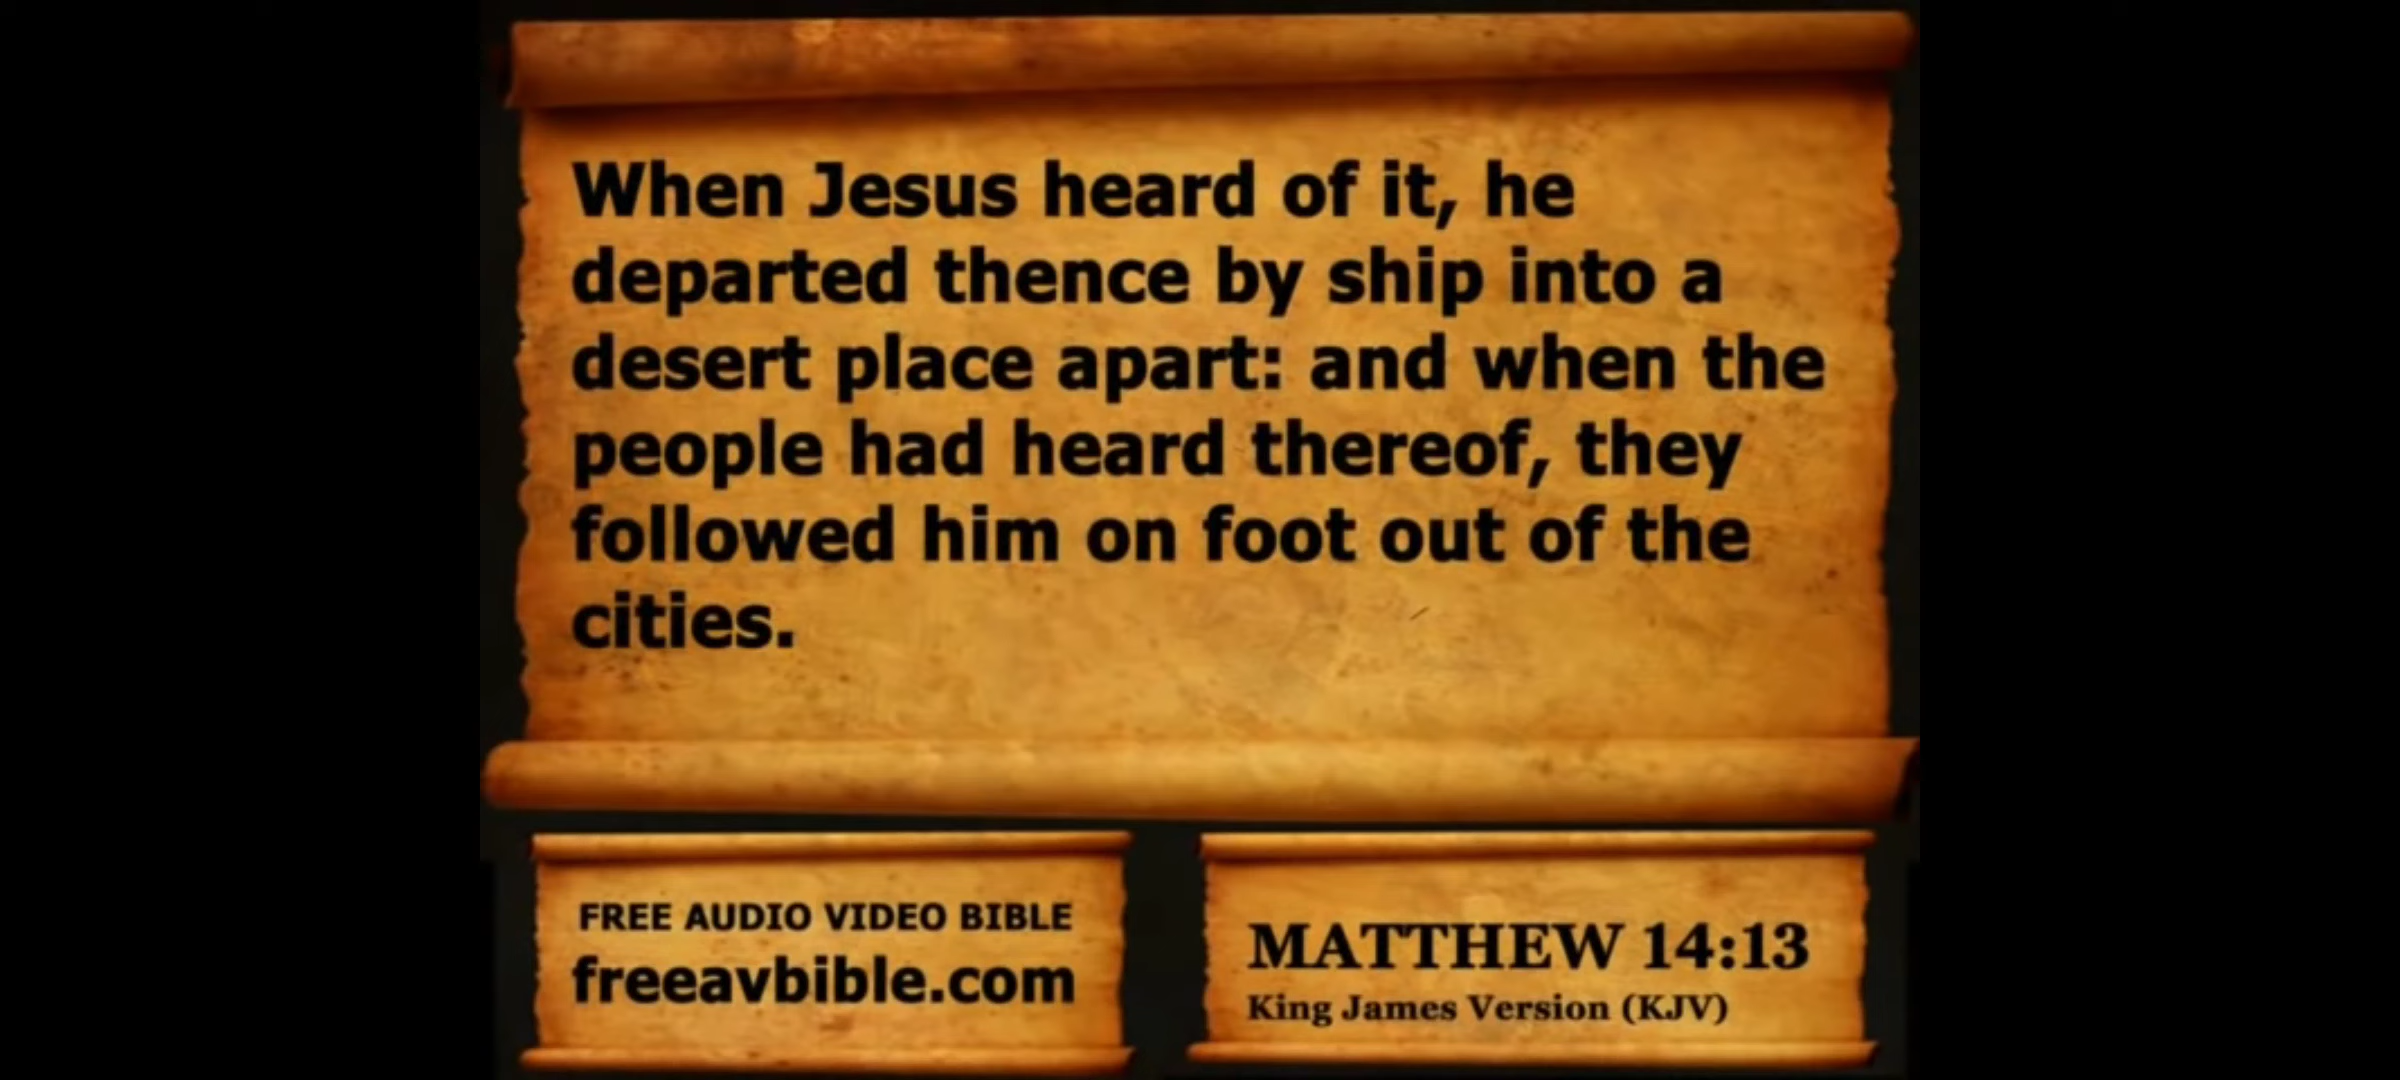 When Jesus heard of it, he
departed thence by ship into a
desert place apart: and when the
people had heard thereof, they
followed him on foot out of the
cities.
FREE AUDIO VIDEO BIBLE
freeavbible.com
MATTHEW 14:13
King James Version (KJV)